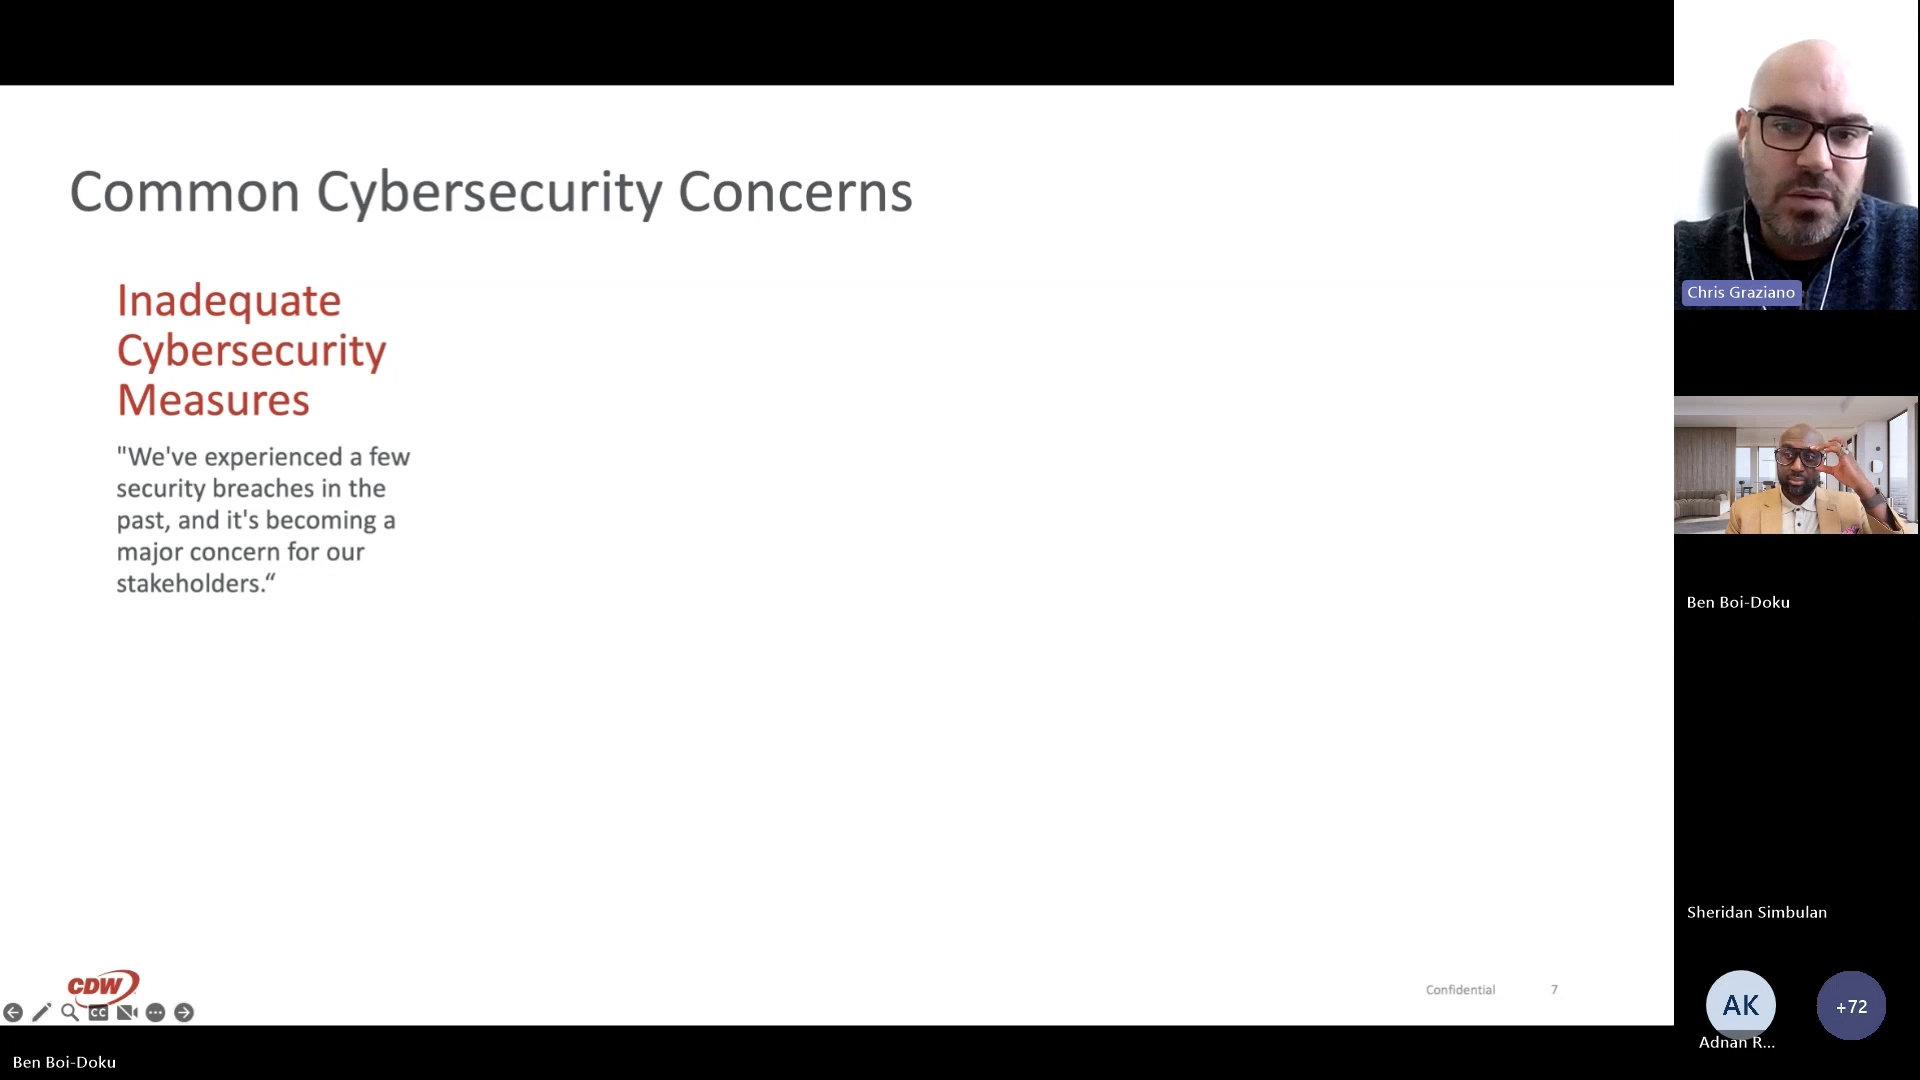 Common Cybersecurity Concerns
Inadequate
Cybersecurity
Measures
"We've experienced a few
security breaches in the
past, and it's becoming a
major concern for our
stakeholders.“
CDW
CC
Confidential 7
Ben Boi-Doku
Chris Graziano
Ben Boi-Doku
Sheridan Simbulan
AK
+72
Adnan R...